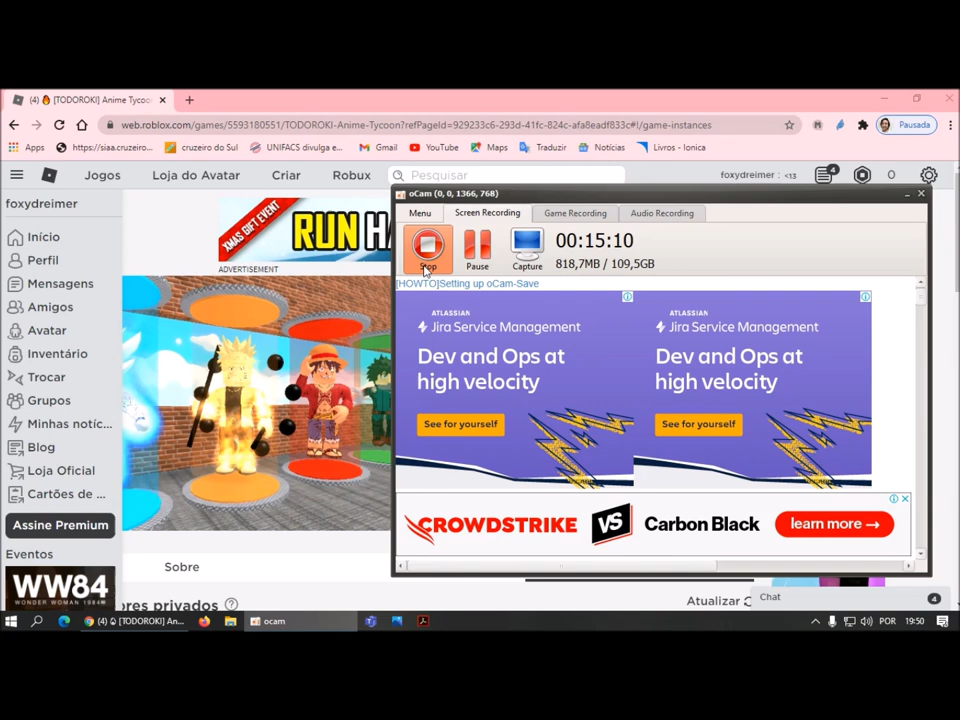 (4) [TODOROKI] Anime Tycoo
web.roblox.com/games/5593180551/TODOROKI-Anime-Tycoon?refPageId=929233c6-293d-41fc-824c-afa8eadf833c#!/game-instances
Pausada
Apps
https://siaa.cruzeiro...
cruzeiro do Sul
UNIFACS divulga e...
Gmail
YouTube
Maps
Traduzir
Notícias
Livros - Ionica
Jogos
Loja do Avatar
Criar
Robux
Pesquisar
foxydreimer : <13
4
0
foxydreimer
Início
Perfil
Mensagens
Amigos
Avatar
Inventário
Trocar
Grupos
Minhas notíc...
Blog
Loja Oficial
Cartões de ...
Assine Premium
Eventos
WW84
WONDER WOMAN 1984
XMAS GIFT EVENT
RUN HA
ADVERTISEMENT
oCam (0, 0, 1366, 768)
Menu
Screen Recording
Game Recording
Audio Recording
Stop
Pause
Capture
00:15:10
818,7MB / 109,5GB
[HOWTO]Setting up oCam-Save
ATLASSIAN
Jira Service Management
Dev and Ops at
high velocity
See for yourself
ATLASSIAN
Jira Service Management
Dev and Ops at
high velocity
See for yourself
CROWDSTRIKE
VS
Carbon Black
learn more →
Sobre
ores privados
Atualizar
Chat
4
(4) [TODOROKI] An...
ocam
POR
19:50